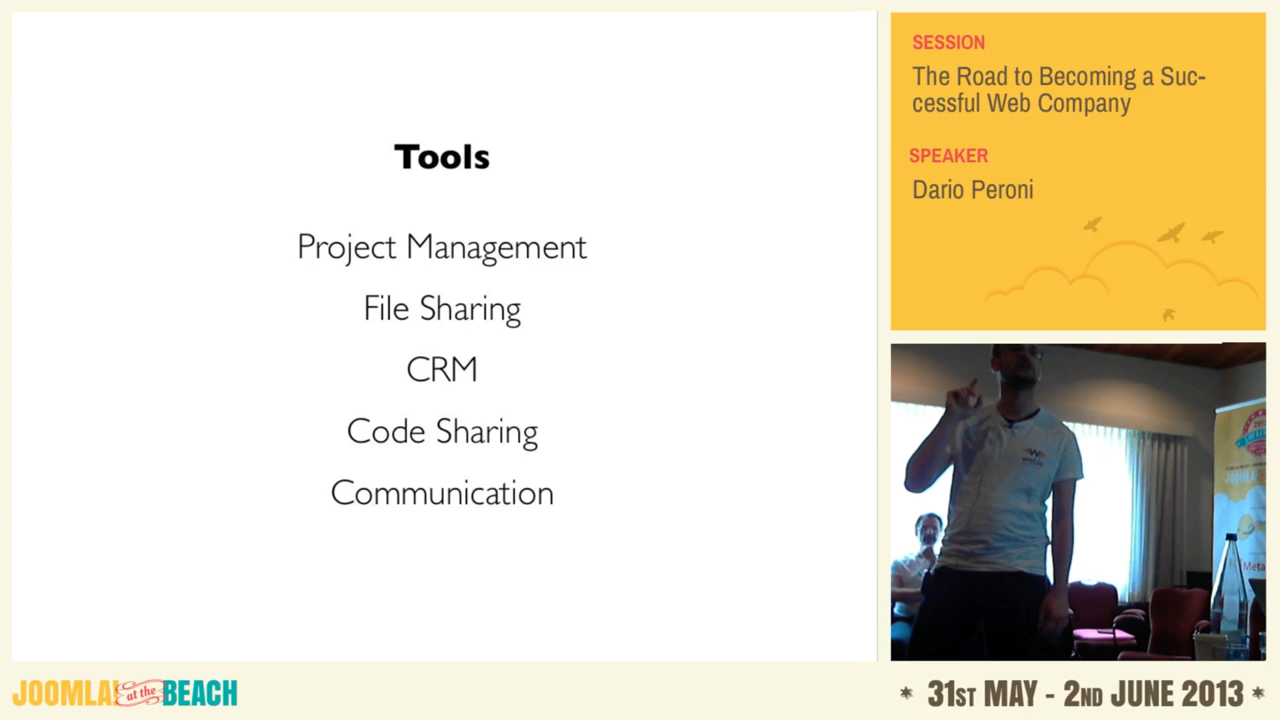 Tools
Project Management
File Sharing
CRM
Code Sharing
Communication
SESSION
The Road to Becoming a Suc-
cessful Web Company
SPEAKER
Dario Peroni
JOOMLA! at the BEACH
* 31ST MAY - 2ND JUNE 2013 *